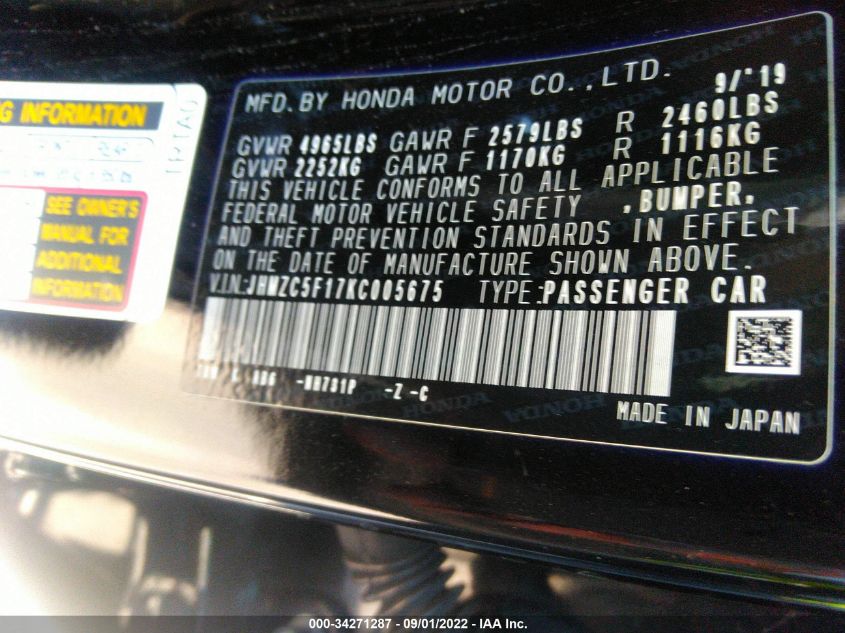 G INFORMATION
SEE OWNER'S
MANUAL FOR
ADDITIONAL
INFORMATION
MFD. BY HONDA MOTOR CO., LTD. 9/'19
GVWR 4965LBS GAWR F 2579LBS R 2460LBS
GVWR 2252KG GAWR F 1170KG R 1116KG
THIS VEHICLE CONFORMS TO ALL APPLICABLE
FEDERAL MOTOR VEHICLE SAFETY ,BUMPER,
AND THEFT PREVENTION STANDARDS IN EFFECT
ON THE DATE OF MANUFACTURE SHOWN ABOVE.
V.I.N:JHMZC5F17KC005675 TYPE:PASSENGER CAR
-NH731P -Z -C
MADE IN JAPAN
000-34271287 - 09/01/2022 - IAA Inc.